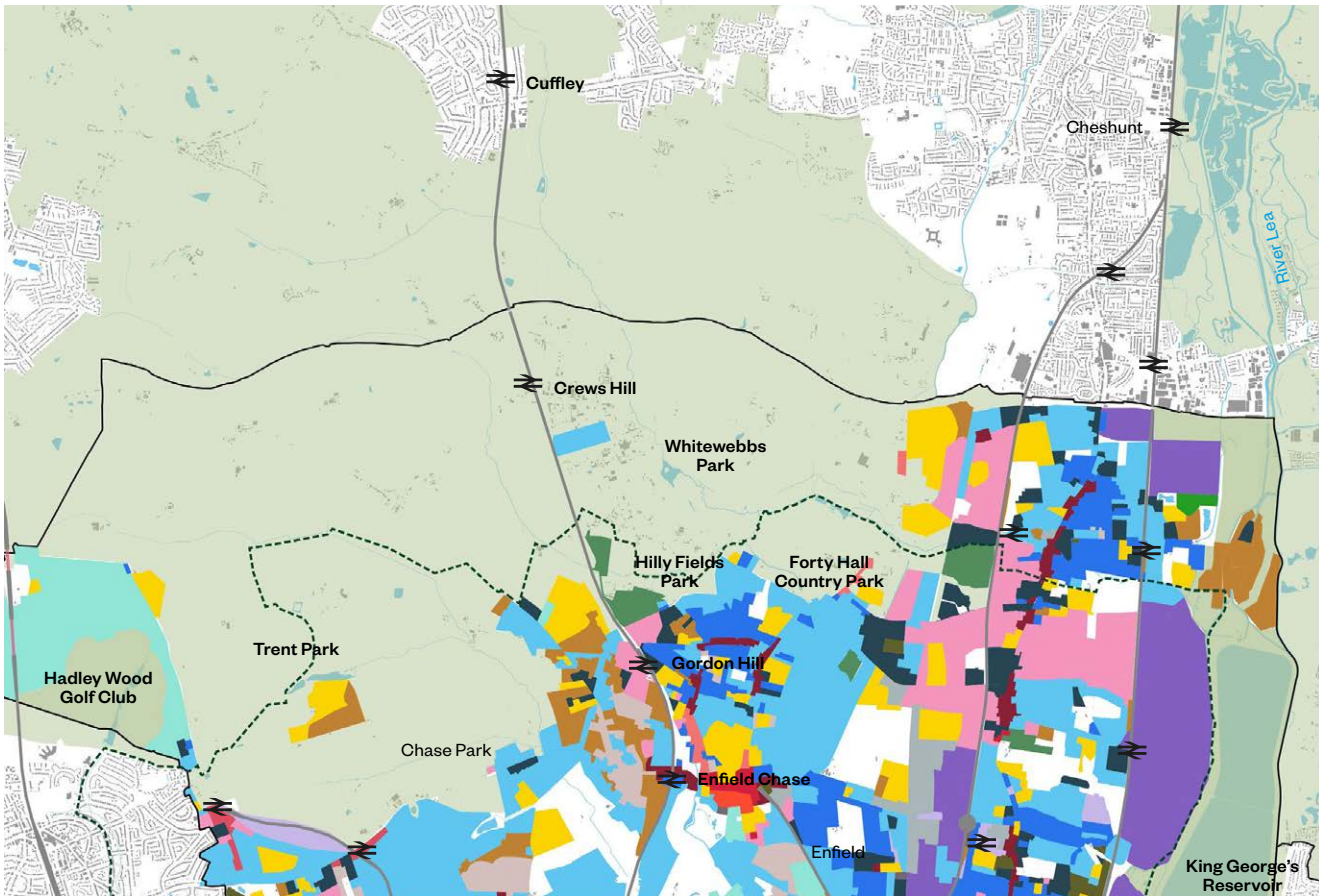 Cuffley
Cheshunt
River Lea
Crews Hill
Whitewebbs
Park
Hilly Fields
Park
Forty Hall
Country Park
Trent Park
Hadley Wood
Golf Club
Gordon Hill
Chase Park
Enfield Chase
Enfield
King George's
Reservoir